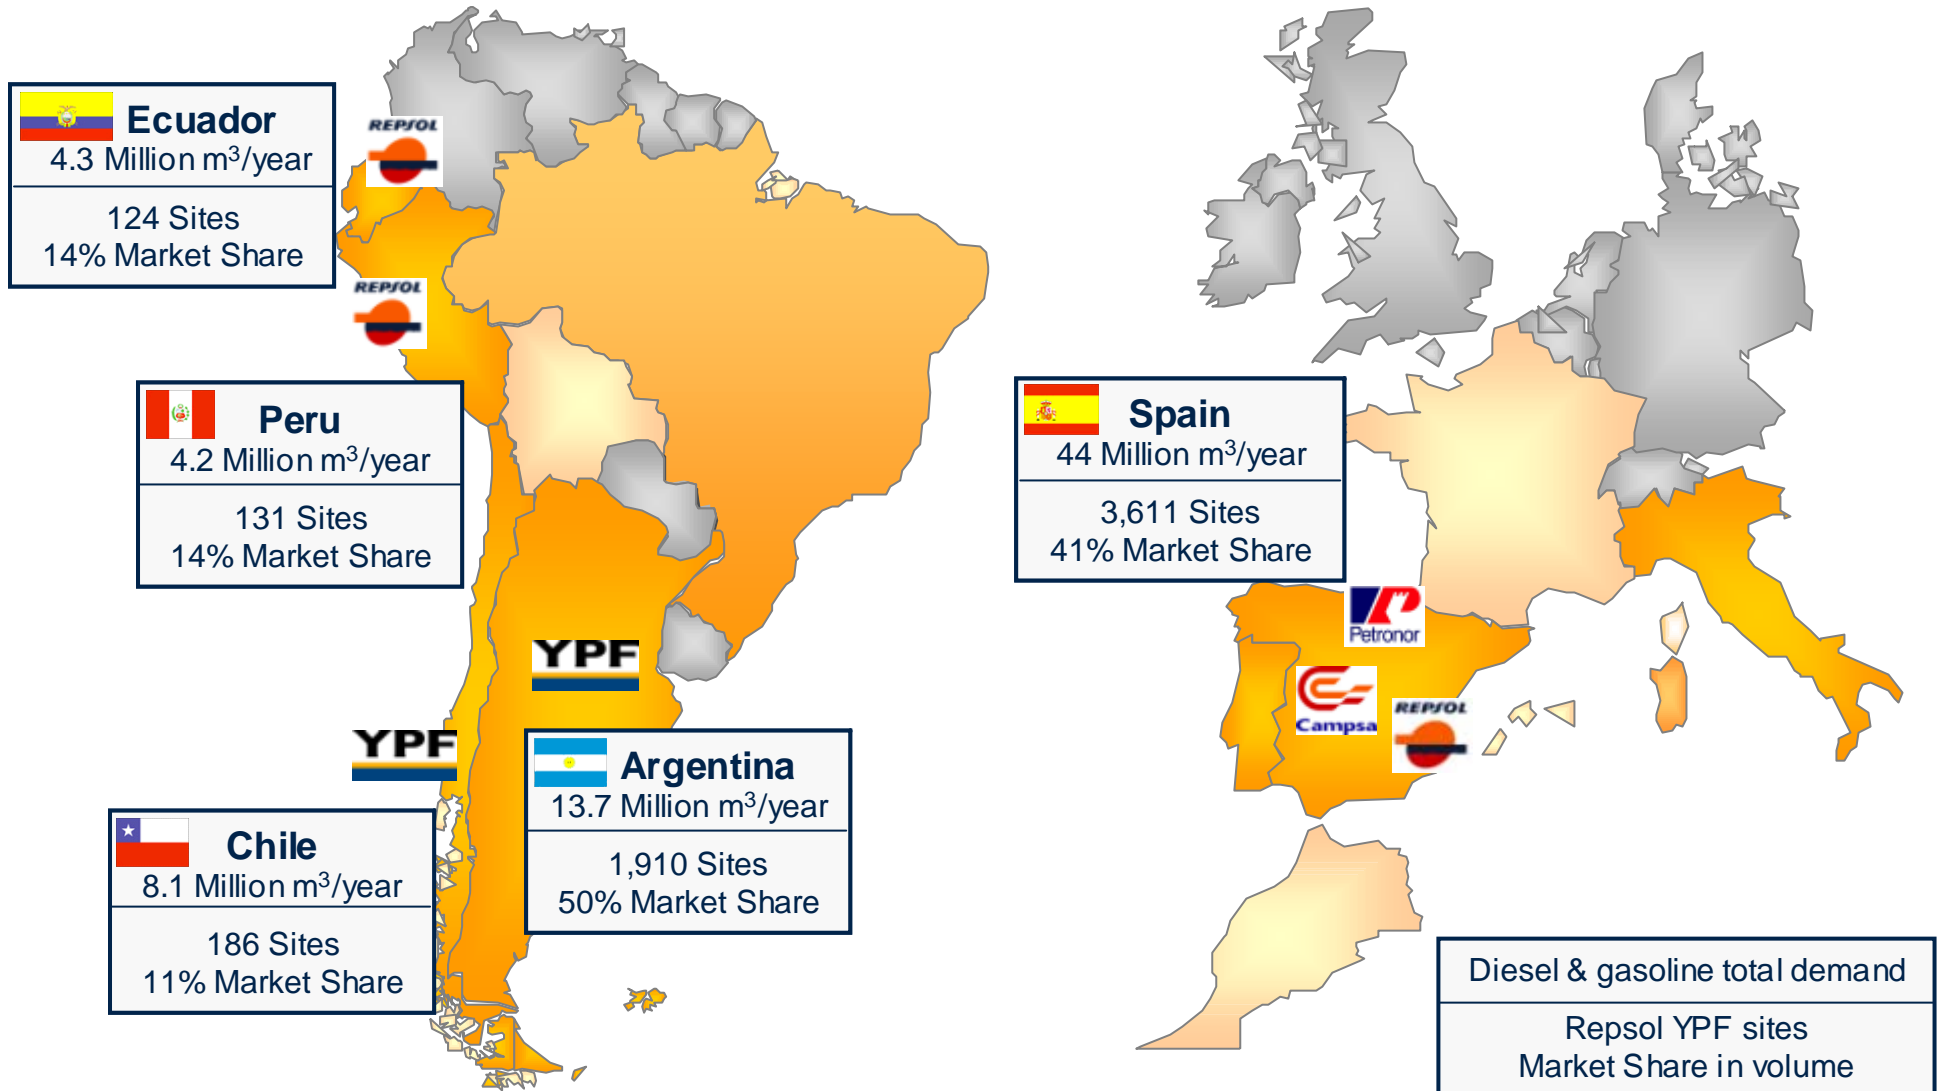 Ecuador
4.3 Million m³/year
124 Sites
14% Market Share
REPSOL
REPSOL
Peru
4.2 Million m³/year
131 Sites
14% Market Share
YPF
YPF
Chile
8.1 Million m³/year
186 Sites
11% Market Share
Argentina
13.7 Million m³/year
1,910 Sites
50% Market Share
Spain
44 Million m³/year
3,611 Sites
41% Market Share
Petronor
Campsa
REPSOL
Diesel & gasoline total demand
Repsol YPF sites
Market Share in volume